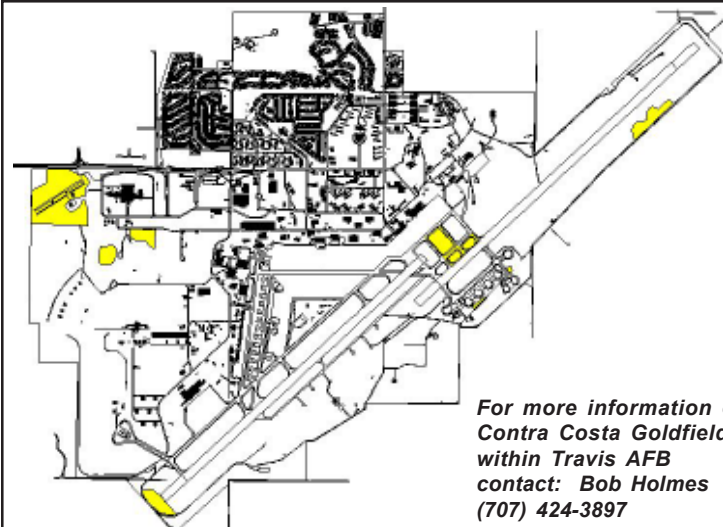 For more information
Contra Costa Goldfield
within Travis AFB
contact: Bob Holmes
(707) 424-3897